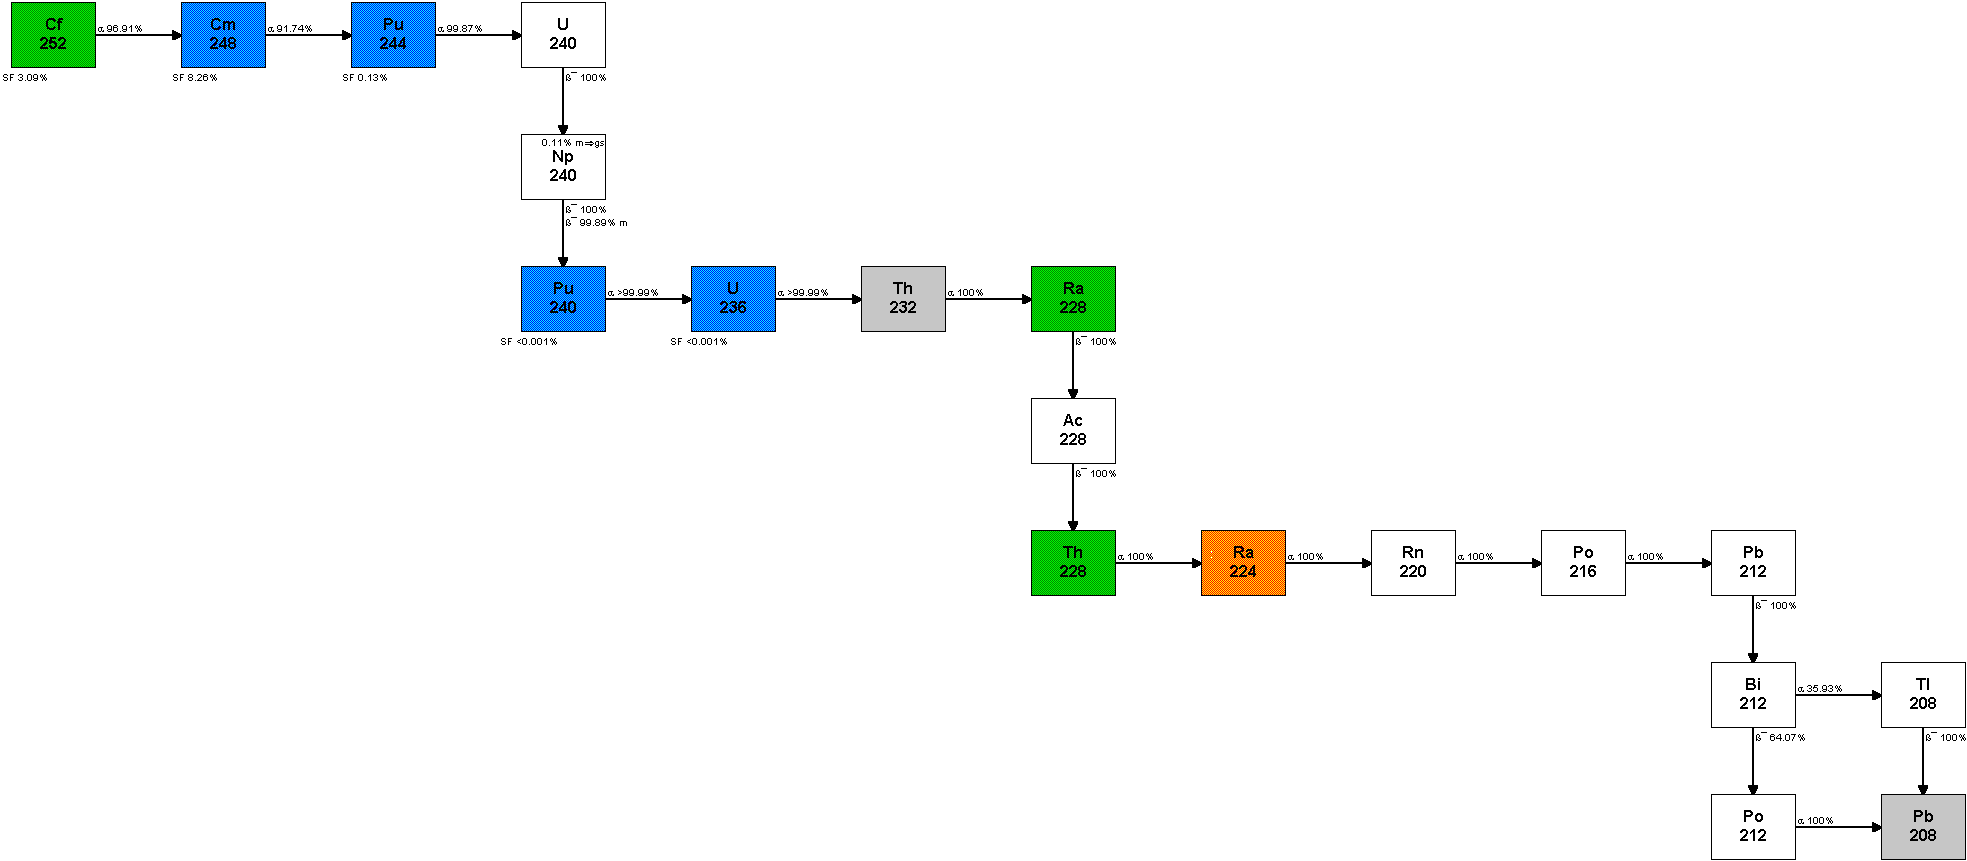 Cf
252
α 96.91%
SF 3.09%
Cm
248
α 91.74%
SF 8.26%
Pu
244
α 99.87%
SF 0.13%
U
240
ß¯ 100%
0.11% m⇒gs
Np
240
ß¯ 100%
ß¯ 99.89% m
Pu
240
α >99.99%
SF <0.001%
U
236
α >99.99%
SF <0.001%
Th
232
α 100%
Ra
228
ß¯ 100%
Ac
228
ß¯ 100%
Th
228
α 100%
Ra
224
α 100%
Rn
220
α 100%
Po
216
α 100%
Pb
212
ß¯ 100%
Bi
212
α 35.93%
ß¯ 64.07%
Tl
208
ß¯ 100%
Po
212
α 100%
Pb
208